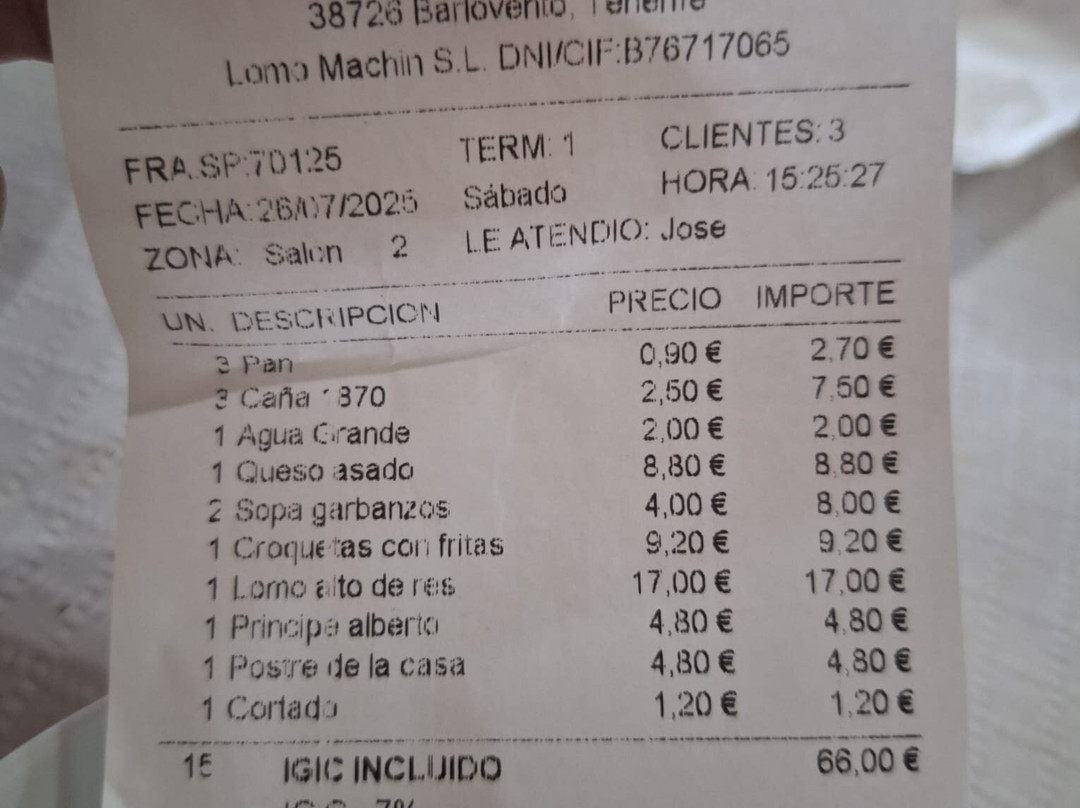 38726 Barlovento, Tenerife
Lomo Machin S.L. DNI/CIF:B76717065
FRA.SP:70125 TERM: 1 CLIENTES: 3
FECHA:26/07/2025 Sábado HORA: 15:25:27
ZONA: Salón 2 LE ATENDIO: Jose
UN. DESCRIPCION PRECIO IMPORTE
3 Pan 0,90 € 2,70 €
3 Caña 1870 2,50 € 7,50 €
1 Agua Grande 2,00 € 2,00 €
1 Queso asado 8,80 € 8,80 €
2 Sopa garbanzos 4,00 € 8,00 €
1 Croquetas con fritas 9,20 € 9,20 €
1 Lomo alto de res 17,00 € 17,00 €
1 Principe alberto 4,80 € 4,80 €
1 Postre de la casa 4,80 € 4,80 €
1 Cortado 1,20 € 1,20 €
15 IGIC INCLUIDO 66,00 €